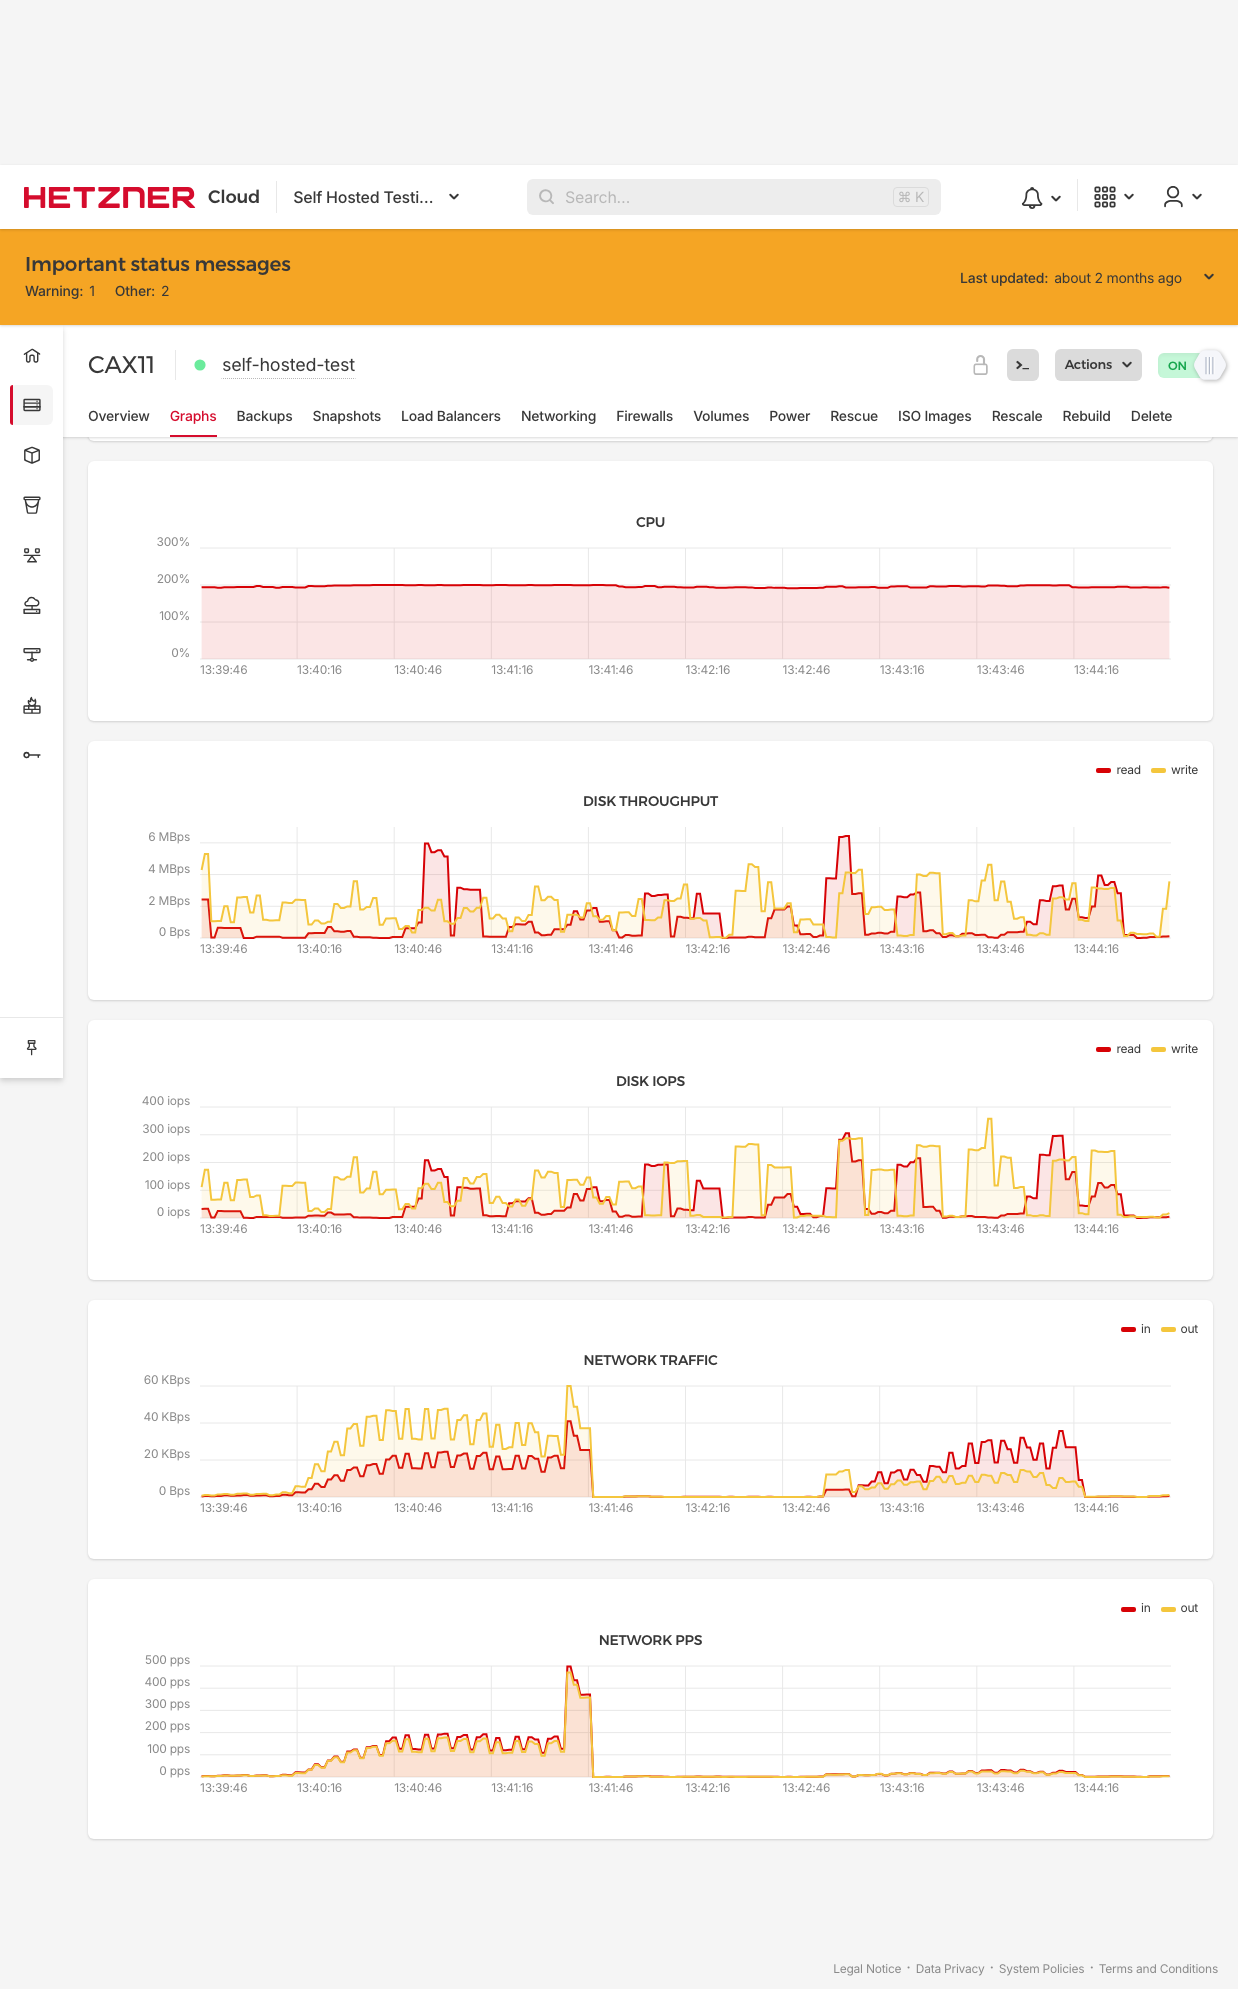 HETZNER Cloud Self Hosted Testi... Search... ⌘ K
Important status messages
Warning: 1 Other: 2 Last updated: about 2 months ago
CAX11 self-hosted-test >_ Actions ON
Overview Graphs Backups Snapshots Load Balancers Networking Firewalls Volumes Power Rescue ISO Images Rescale Rebuild Delete
CPU
300%
200%
100%
0%
13:39:46 13:40:16 13:40:46 13:41:16 13:41:46 13:42:16 13:42:46 13:43:16 13:43:46 13:44:16
read write
DISK THROUGHPUT
6 MBps
4 MBps
2 MBps
0 Bps
13:39:46 13:40:16 13:40:46 13:41:16 13:41:46 13:42:16 13:42:46 13:43:16 13:43:46 13:44:16
read write
DISK IOPS
400 iops
300 iops
200 iops
100 iops
0 iops
13:39:46 13:40:16 13:40:46 13:41:16 13:41:46 13:42:16 13:42:46 13:43:16 13:43:46 13:44:16
in out
NETWORK TRAFFIC
60 KBps
40 KBps
20 KBps
0 Bps
13:39:46 13:40:16 13:40:46 13:41:16 13:41:46 13:42:16 13:42:46 13:43:16 13:43:46 13:44:16
in out
NETWORK PPS
500 pps
400 pps
300 pps
200 pps
100 pps
0 pps
13:39:46 13:40:16 13:40:46 13:41:16 13:41:46 13:42:16 13:42:46 13:43:16 13:43:46 13:44:16
Legal Notice · Data Privacy · System Policies · Terms and Conditions